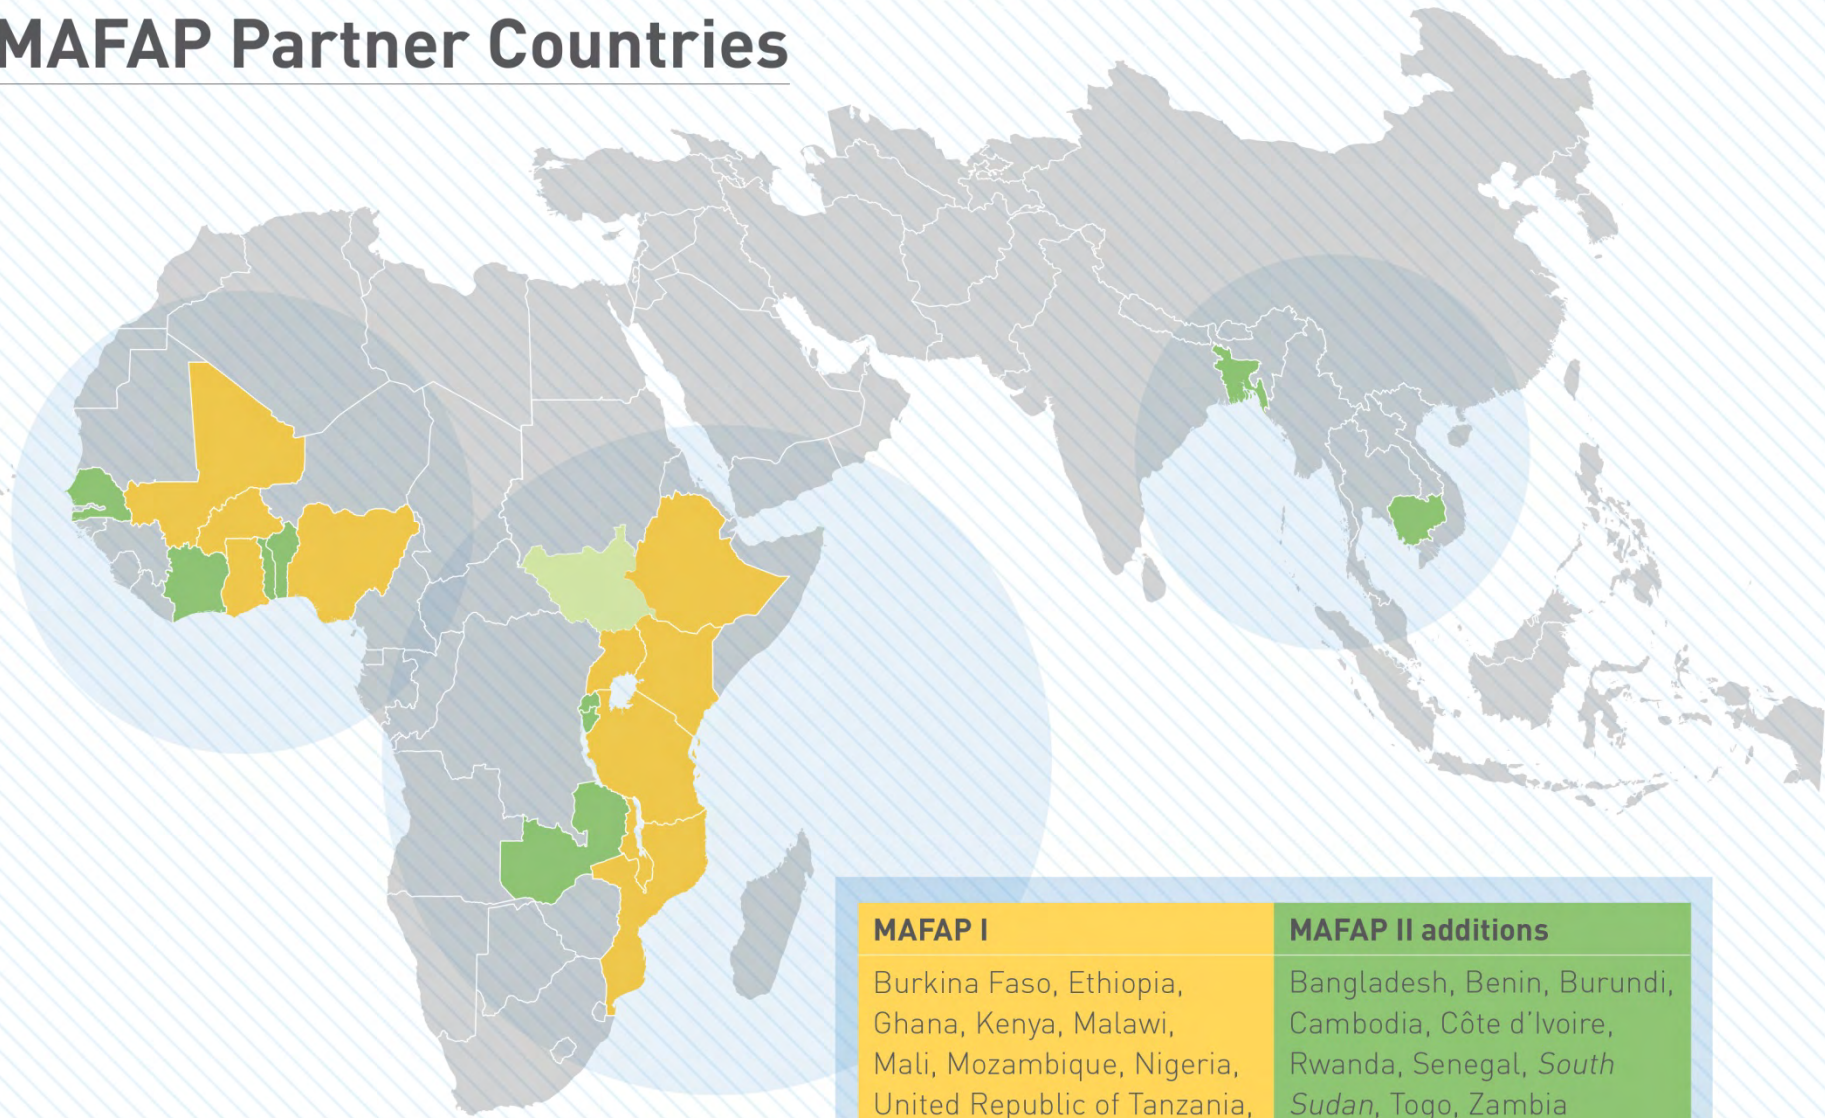 MAFAP Partner Countries
MAFAP I
Burkina Faso, Ethiopia,
Ghana, Kenya, Malawi,
Mali, Mozambique, Nigeria,
United Republic of Tanzania,
MAFAP II additions
Bangladesh, Benin, Burundi,
Cambodia, Côte d'Ivoire,
Rwanda, Senegal, South
Sudan, Togo, Zambia